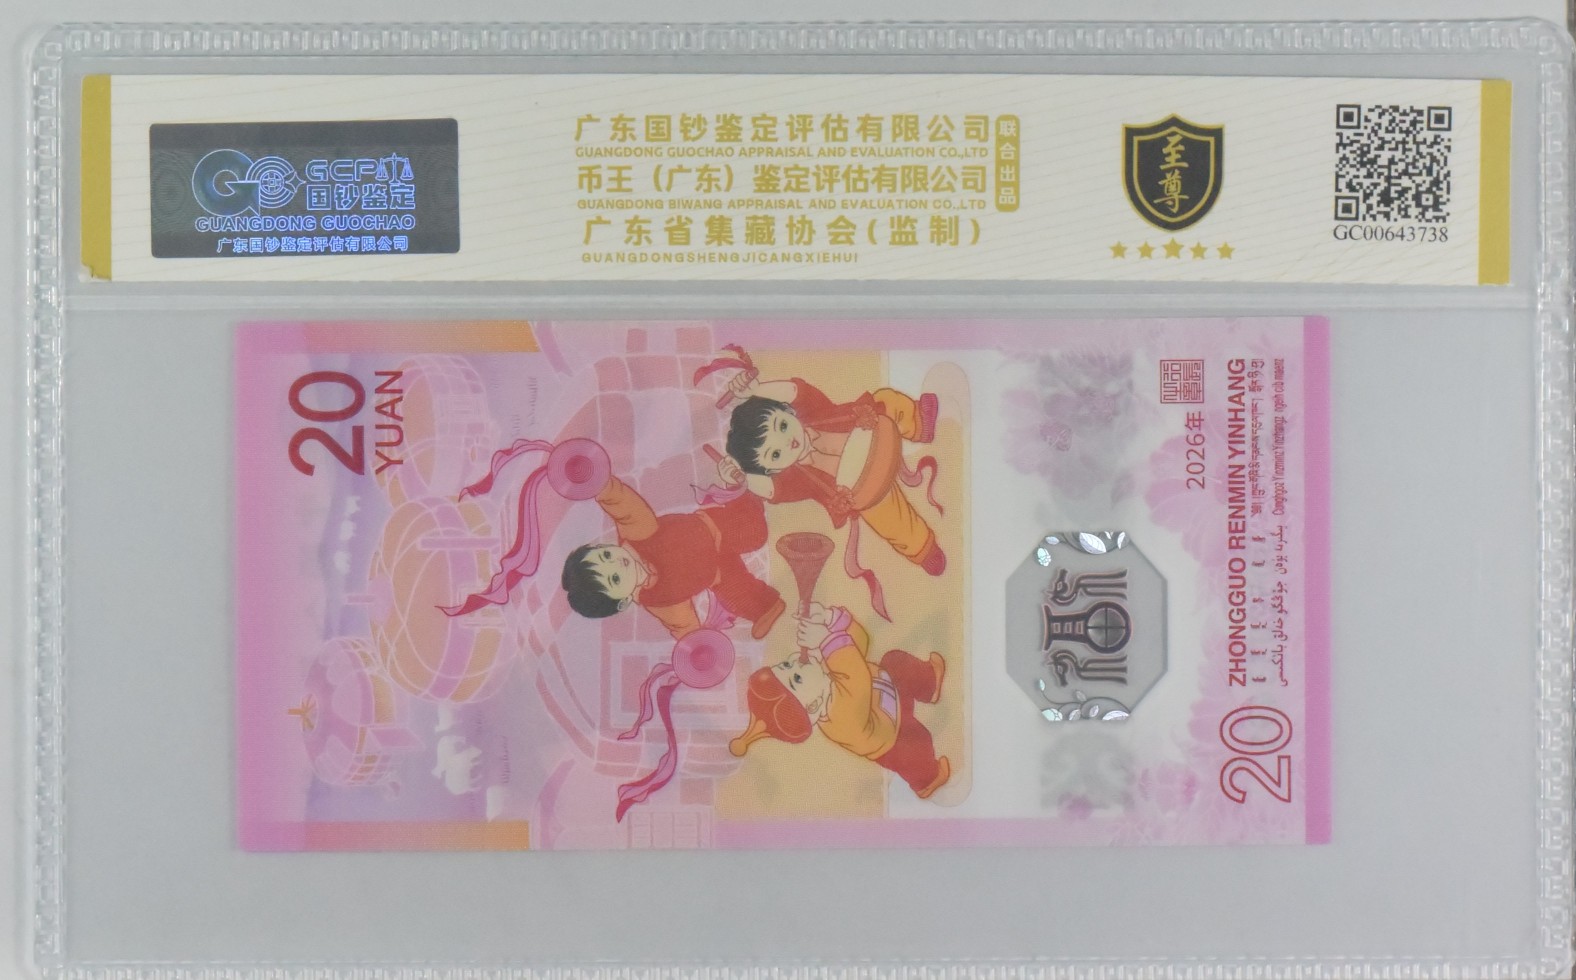 GCP
国钞鉴定
GUANGDONG GUOCHAO
广东国钞鉴定评估有限公司
广东国钞鉴定评估有限公司
GUANGDONG GUOCHAO APPRAISAL AND EVALUATION CO.,LTD
币王（广东）鉴定评估有限公司
GUANGDONG BIWANG APPRAISAL AND EVALUATION CO.,LTD
联合出品
广东省集藏协会(监制)
GUANGDONGSHENGJICANGXIEHUI
至尊
GC00643738
20
YUAN
2026年
ZHONGGUO RENMIN YINHANG
20